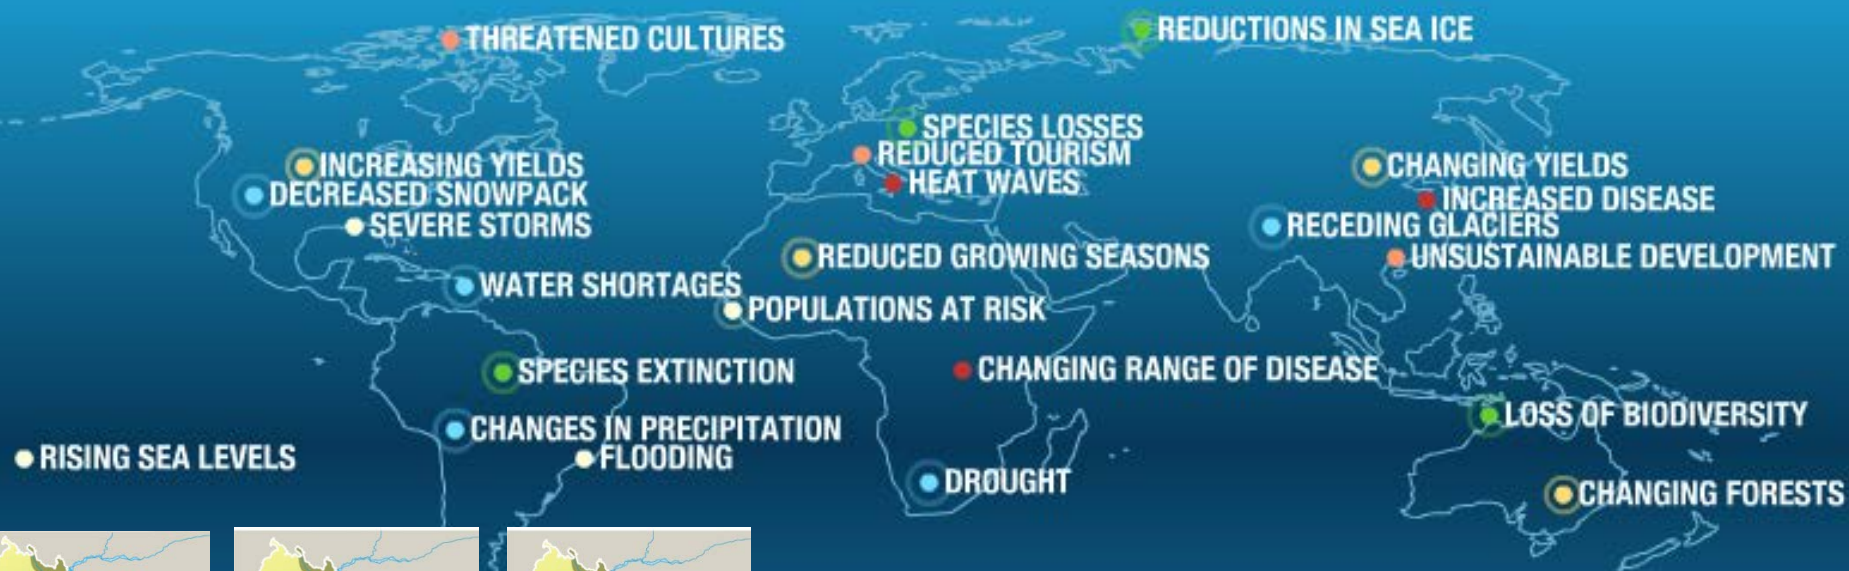 REDUCTIONS IN SEA ICE
THREATENED CULTURES
SPECIES LOSSES
REDUCED TOURISM
HEAT WAVES
INCREASING YIELDS
DECREASED SNOWPACK
SEVERE STORMS
CHANGING YIELDS
INCREASED DISEASE
RECEDING GLACIERS
UNSUSTAINABLE DEVELOPMENT
REDUCED GROWING SEASONS
WATER SHORTAGES
POPULATIONS AT RISK
SPECIES EXTINCTION
CHANGING RANGE OF DISEASE
LOSS OF BIODIVERSITY
CHANGES IN PRECIPITATION
RISING SEA LEVELS
FLOODING
DROUGHT
CHANGING FORESTS